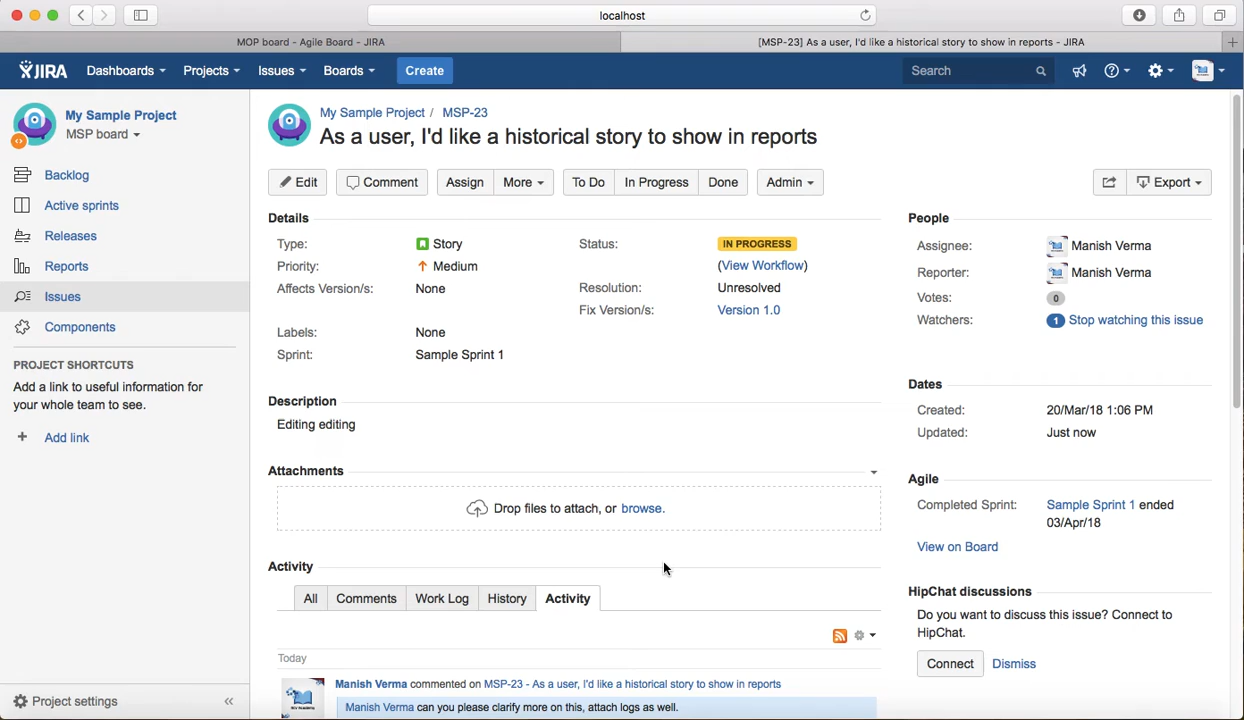 localhost
MOP board - Agile Board - JIRA
[MSP-23] As a user, I'd like a historical story to show in reports - JIRA
JIRA Dashboards Projects Issues Boards Create Search
My Sample Project
MSP board
Backlog
Active sprints
Releases
Reports
Issues
Components
PROJECT SHORTCUTS
Add a link to useful information for
your whole team to see.
+ Add link
Project settings «
My Sample Project / MSP-23
As a user, I'd like a historical story to show in reports
Edit Comment Assign More To Do In Progress Done Admin Export
Details
Type: Story
Priority: Medium
Affects Version/s: None
Labels: None
Sprint: Sample Sprint 1
Status: IN PROGRESS
(View Workflow)
Resolution: Unresolved
Fix Version/s: Version 1.0
Description
Editing editing
Attachments
Drop files to attach, or browse.
Activity
All Comments Work Log History Activity
Today
Manish Verma commented on MSP-23 - As a user, I'd like a historical story to show in reports
Manish Verma can you please clarify more on this, attach logs as well.
People
Assignee: Manish Verma
Reporter: Manish Verma
Votes: 0
Watchers: 1 Stop watching this issue
Dates
Created: 20/Mar/18 1:06 PM
Updated: Just now
Agile
Completed Sprint: Sample Sprint 1 ended
03/Apr/18
View on Board
HipChat discussions
Do you want to discuss this issue? Connect to
HipChat.
Connect Dismiss